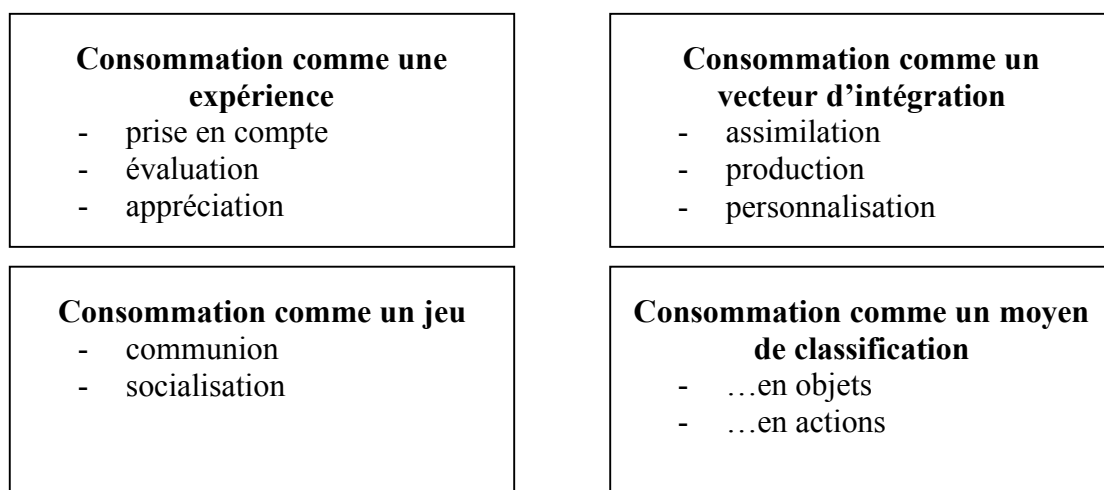 Consommation comme une
expérience
- prise en compte
- évaluation
- appréciation
Consommation comme un
vecteur d’intégration
- assimilation
- production
- personnalisation
Consommation comme un jeu
- communion
- socialisation
Consommation comme un moyen
de classification
- …en objets
- …en actions